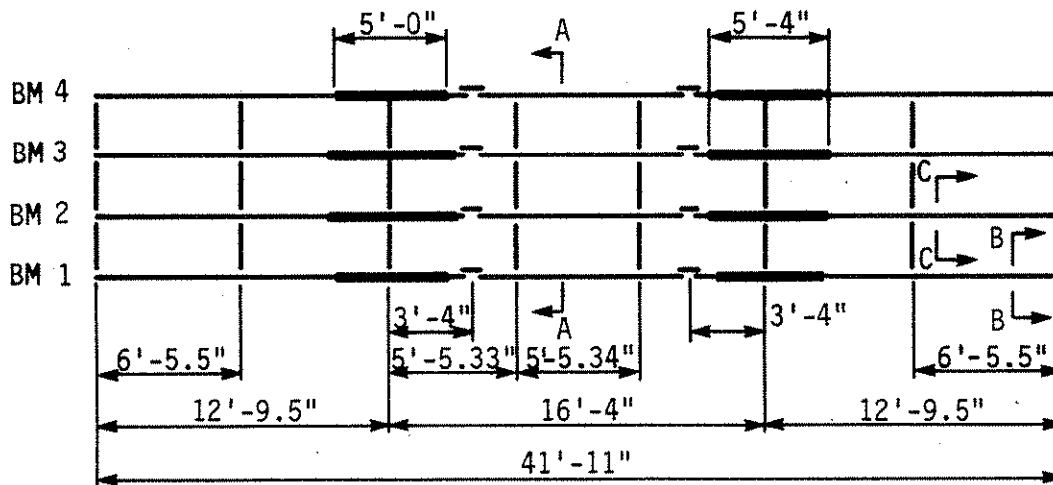 5'-0" A 5'-4"
BM 4
BM 3
C
BM 2
B
C
BM 1
3'-4" A 3'-4" B
6'-5.5" 5'-5.33" 5'-5.34" 6'-5.5"
12'-9.5" 16'-4" 12'-9.5"
41'-11"